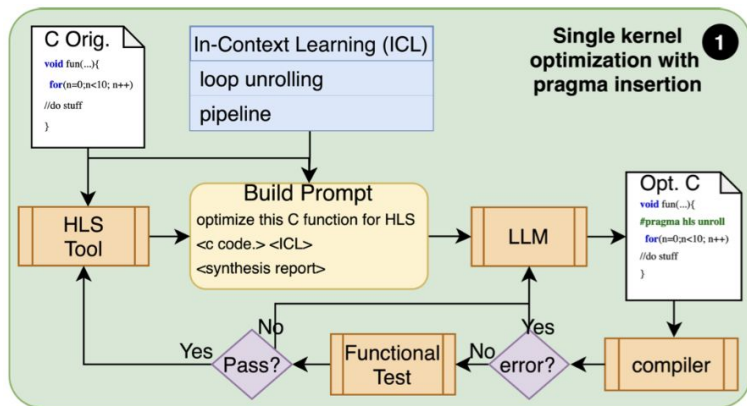 C Orig.
void fun(...){
for(n=0;n<10; n++)
//do stuff
}
In-Context Learning (ICL)
loop unrolling
pipeline
Single kernel
optimization with
pragma insertion
1
HLS
Tool
Build Prompt
optimize this C function for HLS
<c code.> <ICL>
<synthesis report>
LLM
Opt. C
void fun(...){
#pragma hls unroll
for(n=0;n<10; n++)
//do stuff
}
Yes
Pass?
No
Functional
Test
No
error?
Yes
compiler